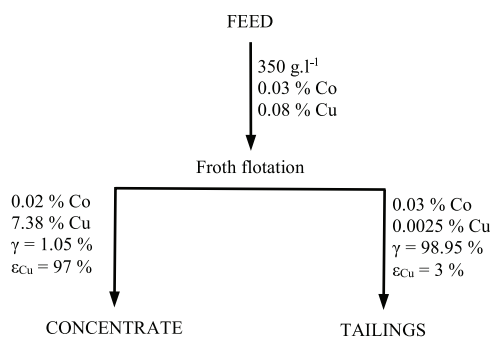 FEED
350 g.l⁻¹
0.03 % Co
0.08 % Cu
Froth flotation
0.02 % Co
7.38 % Cu
γ = 1.05 %
εCu = 97 %
0.03 % Co
0.0025 % Cu
γ = 98.95 %
εCu = 3 %
CONCENTRATE
TAILINGS